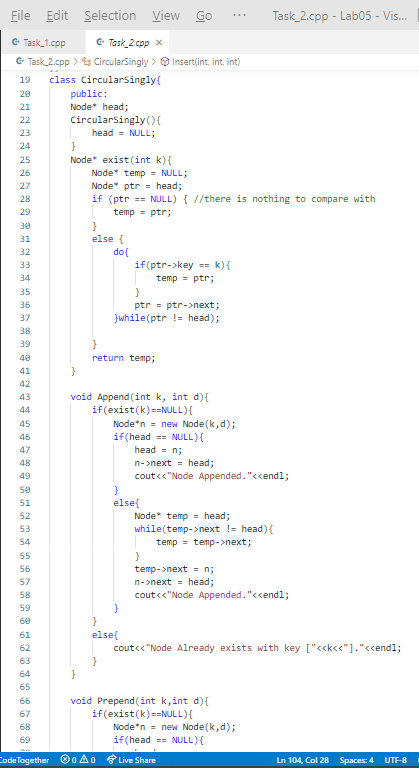 File Edit Selection View Go ··· Task_2.cpp - Lab05 - Vis...
Task_1.cpp Task_2.cpp ×
Task_2.cpp > CircularSingly > Insert(int, int, int)
19 class CircularSingly{
20     public:
21     Node* head;
22     CircularSingly(){
23         head = NULL;
24     }
25     Node* exist(int k){
26         Node* temp = NULL;
27         Node* ptr = head;
28         if (ptr == NULL) { //there is nothing to compare with
29             temp = ptr;
30         }
31         else {
32             do{
33                 if(ptr->key == k){
34                     temp = ptr;
35                 }
36                 ptr = ptr->next;
37             }while(ptr != head);
38
39         }
40         return temp;
41     }
42
43     void Append(int k, int d){
44         if(exist(k)==NULL){
45             Node*n = new Node(k,d);
46             if(head == NULL){
47                 head = n;
48                 n->next = head;
49                 cout<<"Node Appended."<<endl;
50             }
51             else{
52                 Node* temp = head;
53                 while(temp->next != head){
54                     temp = temp->next;
55                 }
56                 temp->next = n;
57                 n->next = head;
58                 cout<<"Node Appended."<<endl;
59             }
60         }
61         else{
62             cout<<"Node Already exists with key ["<<k<<"]."<<endl;
63         }
64     }
65
66     void Prepend(int k,int d){
67         if(exist(k)==NULL){
68             Node*n = new Node(k,d);
69             if(head == NULL){
CodeTogether 0 0 Live Share Ln 104, Col 28 Spaces: 4 UTF-8